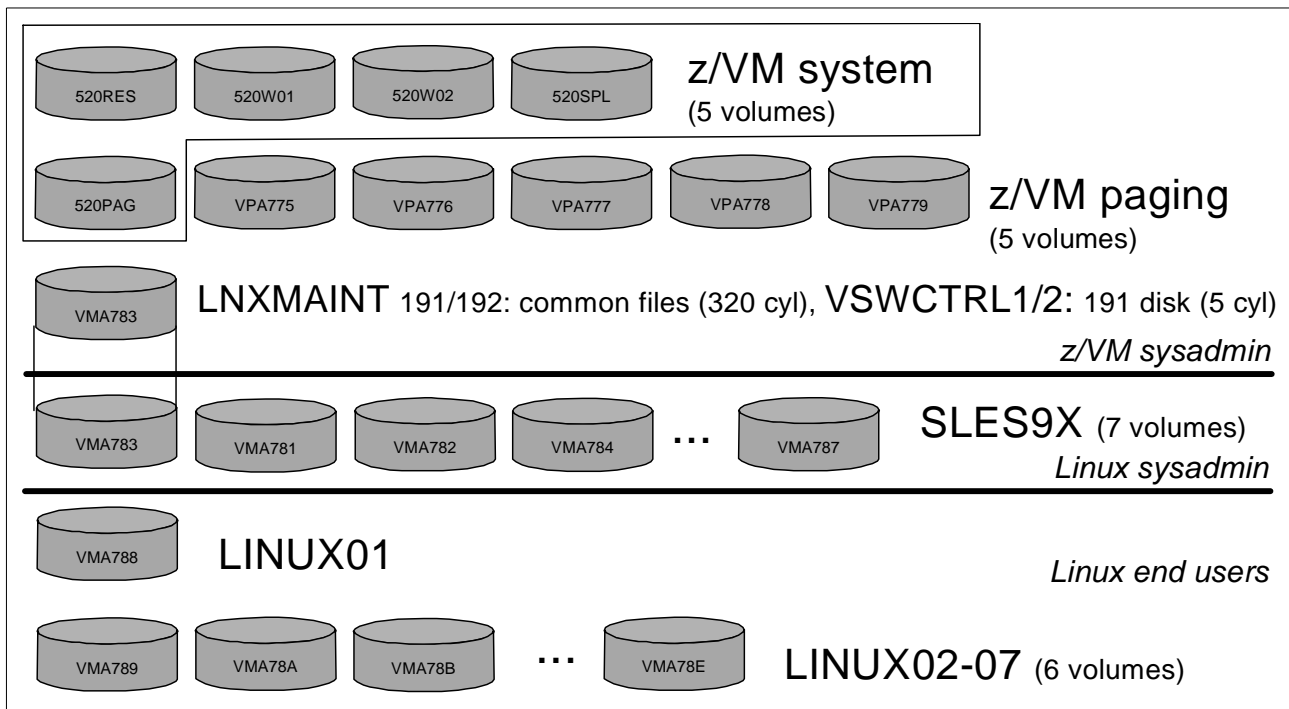 520RES 520W01 520W02 520SPL z/VM system
(5 volumes)
520PAG VPA775 VPA776 VPA777 VPA778 VPA779 z/VM paging
(5 volumes)
VMA783 LNXMAINT 191/192: common files (320 cyl), VSWCTRL1/2: 191 disk (5 cyl)
z/VM sysadmin
VMA783 VMA781 VMA782 VMA784 ... VMA787 SLES9X (7 volumes)
Linux sysadmin
VMA788 LINUX01
Linux end users
VMA789 VMA78A VMA78B ... VMA78E LINUX02-07 (6 volumes)